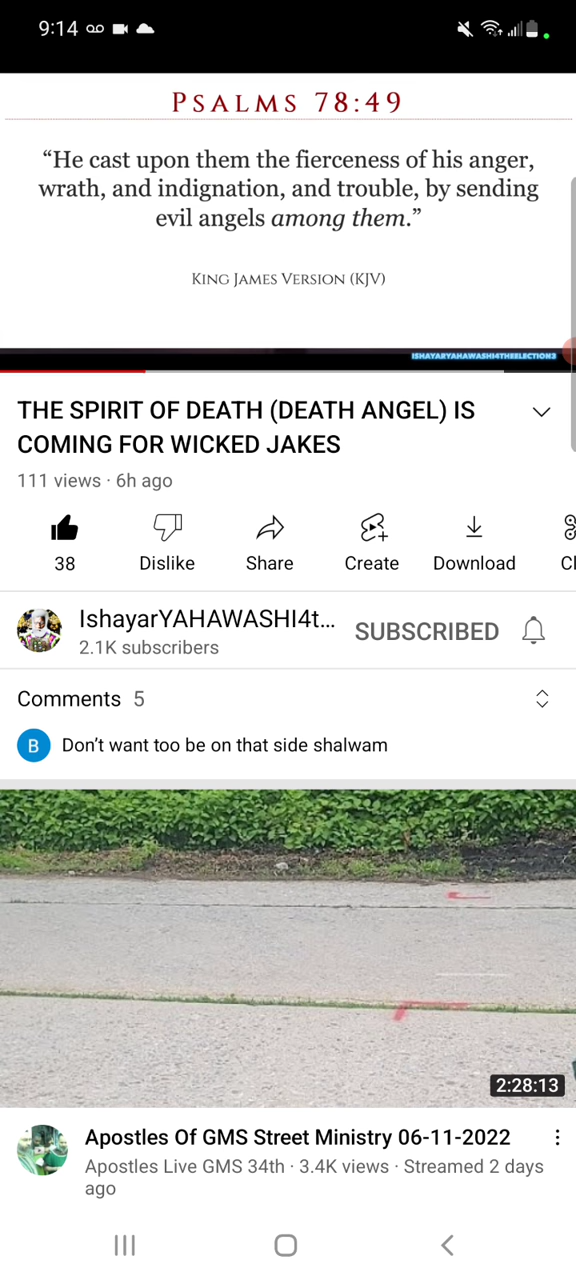 9:14
PSALMS 78:49
“He cast upon them the fierceness of his anger,
wrath, and indignation, and trouble, by sending
evil angels among them.”
KING JAMES VERSION (KJV)
ISHAYARYAHAWASHI4THEELECTION3
THE SPIRIT OF DEATH (DEATH ANGEL) IS
COMING FOR WICKED JAKES
111 views · 6h ago
38 Dislike Share Create Download Cl
IshayarYAHAWASHI4t...
SUBSCRIBED
2.1K subscribers
Comments 5
B Don’t want too be on that side shalwam
2:28:13
Apostles Of GMS Street Ministry 06-11-2022
Apostles Live GMS 34th · 3.4K views · Streamed 2 days
ago